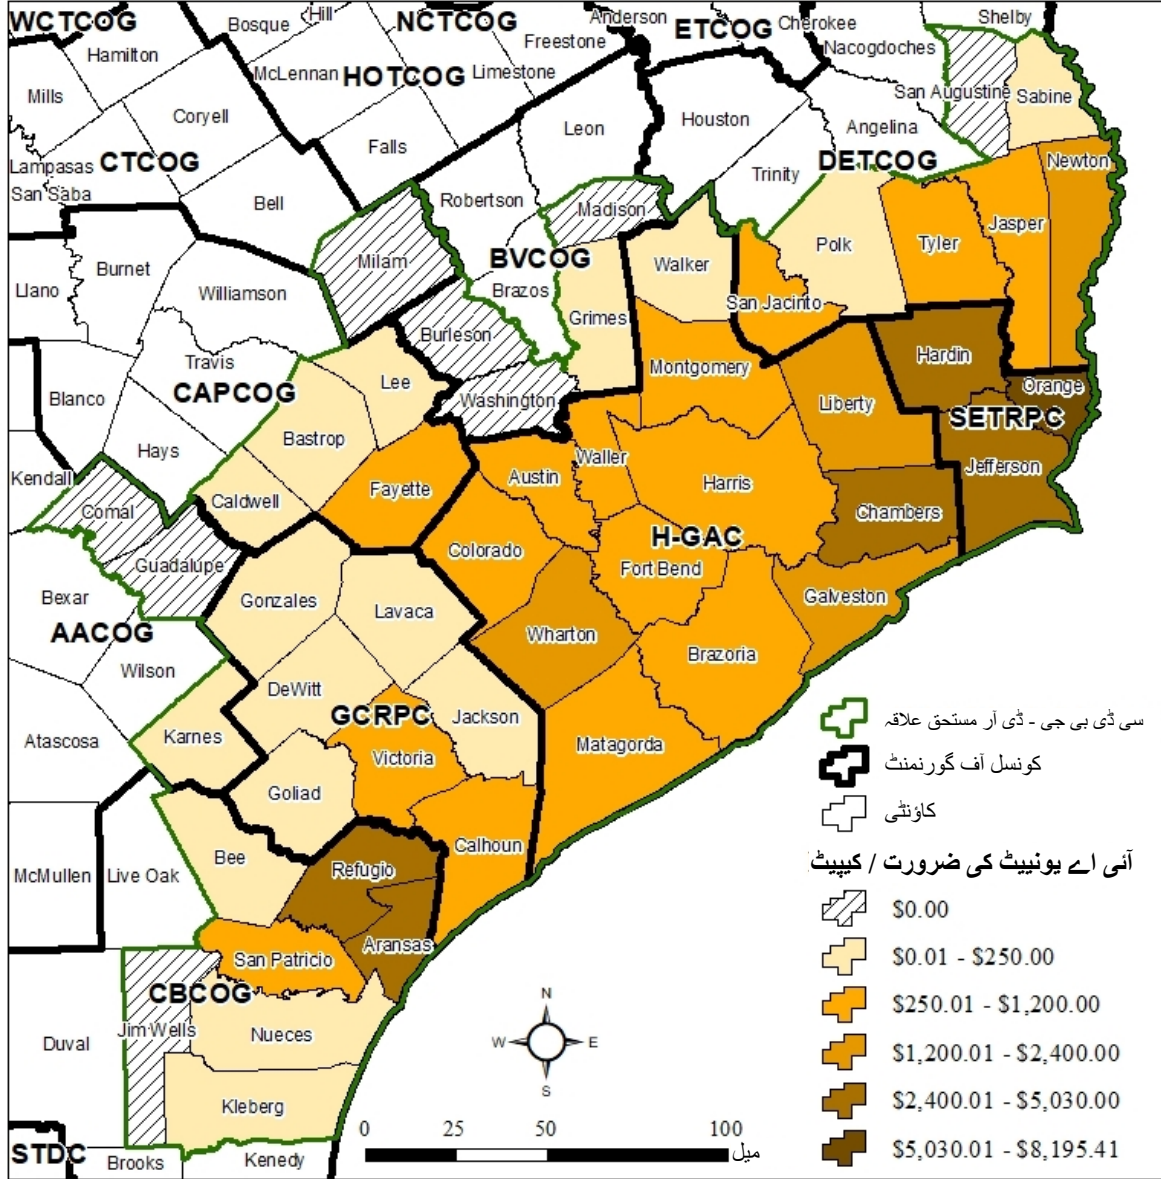 WCTCOG
Bosque
Hill
NCTCOG
Anderson
ETCOG
Cherokee
Shelby
Hamilton
McLennan
HOTCOG
Limestone
Freestone
Nacogdoches
Mills
Coryell
Leon
Houston
San Augustine
Sabine
Falls
Angelina
Lampasas
CTCOG
DETCOG
Newton
San Saba
Bell
Robertson
Madison
Trinity
Jasper
Milam
BVCOG
Walker
Polk
Tyler
Burnet
Llano
Williamson
Brazos
Grimes
San Jacinto
Burleson
Travis
Lee
Montgomery
Hardin
Orange
Blanco
CAPCOG
Washington
Liberty
SETRPC
Hays
Bastrop
Waller
Jefferson
Kendall
Caldwell
Fayette
Austin
Harris
Comal
Chambers
H-GAC
Guadalupe
Colorado
Fort Bend
Bexar
Gonzales
Lavaca
Galveston
AACOG
Wharton
Wilson
Brazoria
DeWitt
GCRPC
Jackson
Atascosa
Karnes
Victoria
Matagorda
Goliad
Calhoun
McMullen
Live Oak
Bee
Refugio
Aransas
San Patricio
CBCOG
Jim Wells
Nueces
Duval
Kleberg
STDC
Brooks
Kenedy
N
W
E
S
0
25
50
100
میل
سی ڈی بی جی - ڈی آر مستحق علاقہ
کونسل آف گورنمنٹ
کاؤنٹی
آئی اے یونییٹ کی ضرورت / کیپیٹ
$0.00
$0.01 - $250.00
$250.01 - $1,200.00
$1,200.01 - $2,400.00
$2,400.01 - $5,030.00
$5,030.01 - $8,195.41